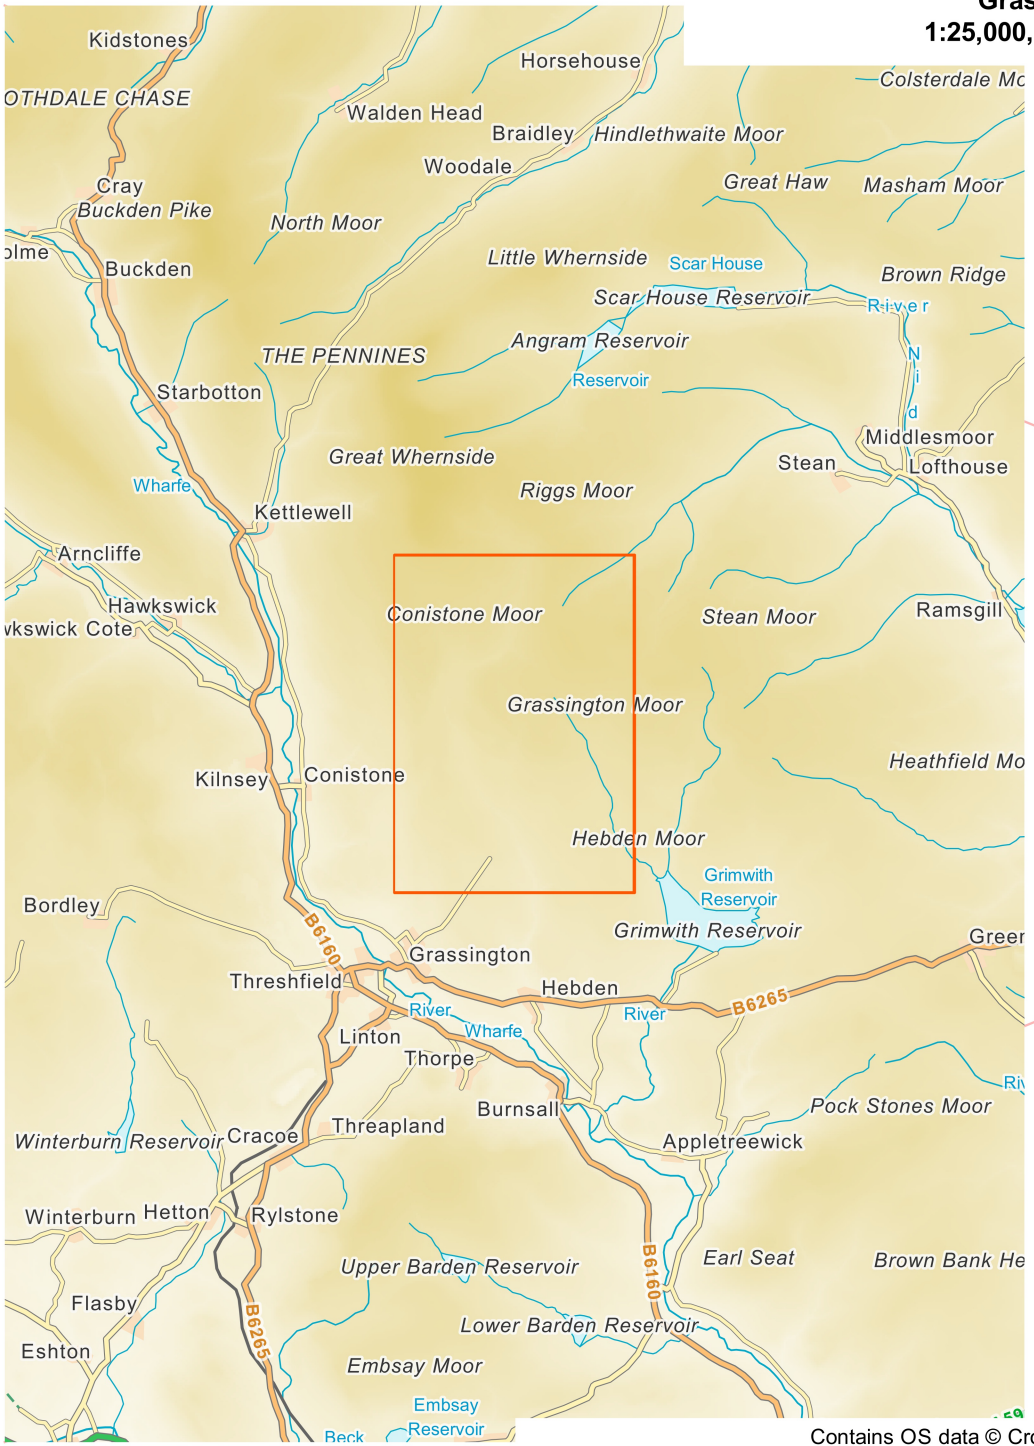 Gras
1:25,000,
Kidstones
Horsehouse
Colsterdale Mo
OTHDALE CHASE
Walden Head
Braidley
Hindlethwaite Moor
Woodale
Great Haw
Masham Moor
Cray
Buckden Pike
North Moor
olme
Buckden
Little Whernside
Scar House
Brown Ridge
Scar House Reservoir
River
Angram Reservoir
THE PENNINES
Nid
Reservoir
Starbotton
Middlesmoor
Great Whernside
Stean
Lofthouse
Wharfe
Riggs Moor
Kettlewell
Arncliffe
Hawkswick
Conistone Moor
Stean Moor
Ramsgill
wkswick Cote
Grassington Moor
Heathfield Mo
Kilnsey
Conistone
Hebden Moor
Grimwith
Reservoir
Bordley
B6160
Grimwith Reservoir
Green
Grassington
Threshfield
Hebden
B6265
River
River
Wharfe
Linton
Thorpe
Riv
Burnsall
Pock Stones Moor
Threapland
Winterburn Reservoir
Cracoe
Appletreewick
Winterburn
Hetton
Rylstone
Earl Seat
Brown Bank He
Upper Barden Reservoir
B6160
Flasby
B6265
Lower Barden Reservoir
Eshton
Embsay Moor
Embsay
Reservoir
Beck
59
Contains OS data © Cro